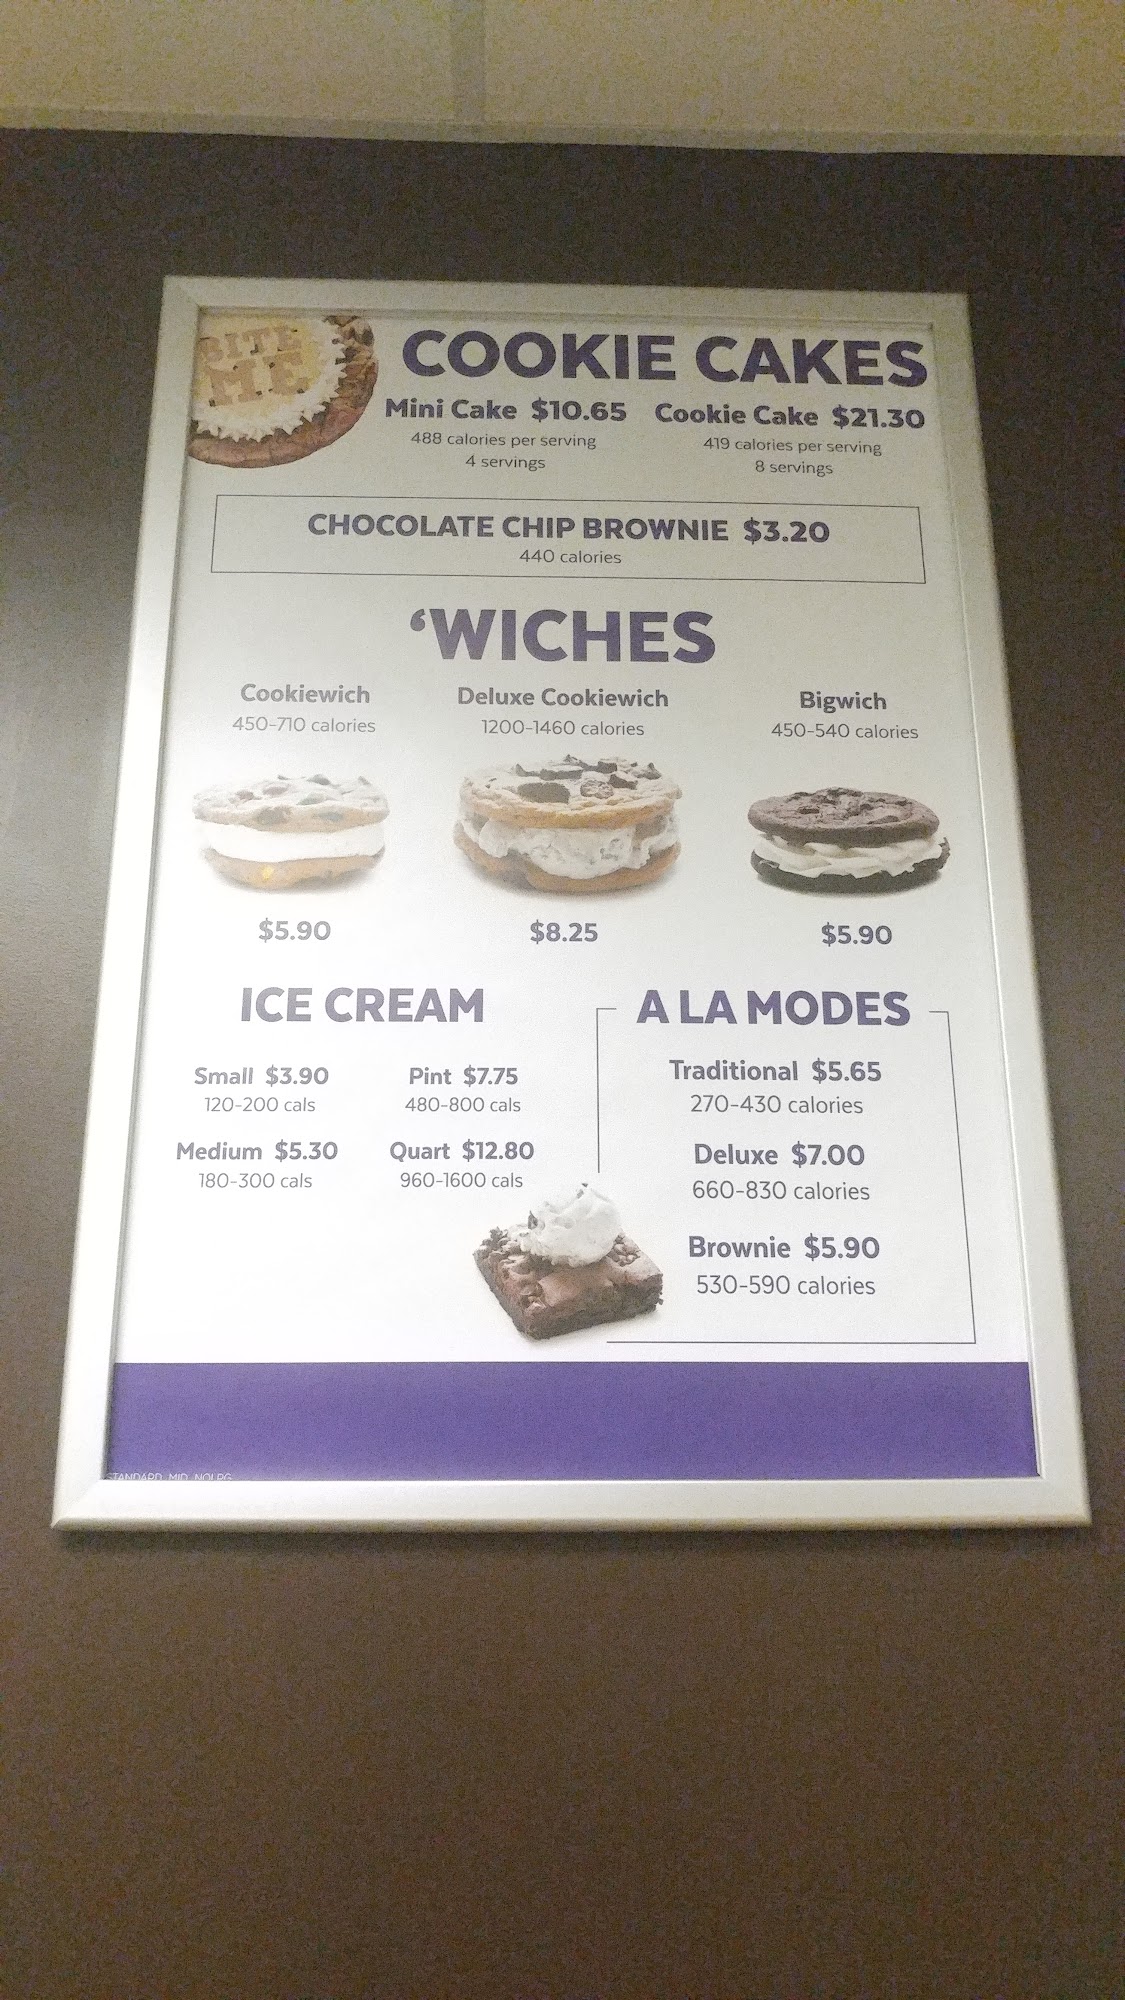 BITE
ME
COOKIE CAKES
Mini Cake $10.65
488 calories per serving
4 servings
Cookie Cake $21.30
419 calories per serving
8 servings
CHOCOLATE CHIP BROWNIE $3.20
440 calories
‘WICHES
Cookiewich
450-710 calories
$5.90
Deluxe Cookiewich
1200-1460 calories
$8.25
Bigwich
450-540 calories
$5.90
ICE CREAM
Small $3.90
120-200 cals
Pint $7.75
480-800 cals
Medium $5.30
180-300 cals
Quart $12.80
960-1600 cals
A LA MODES
Traditional $5.65
270-430 calories
Deluxe $7.00
660-830 calories
Brownie $5.90
530-590 calories